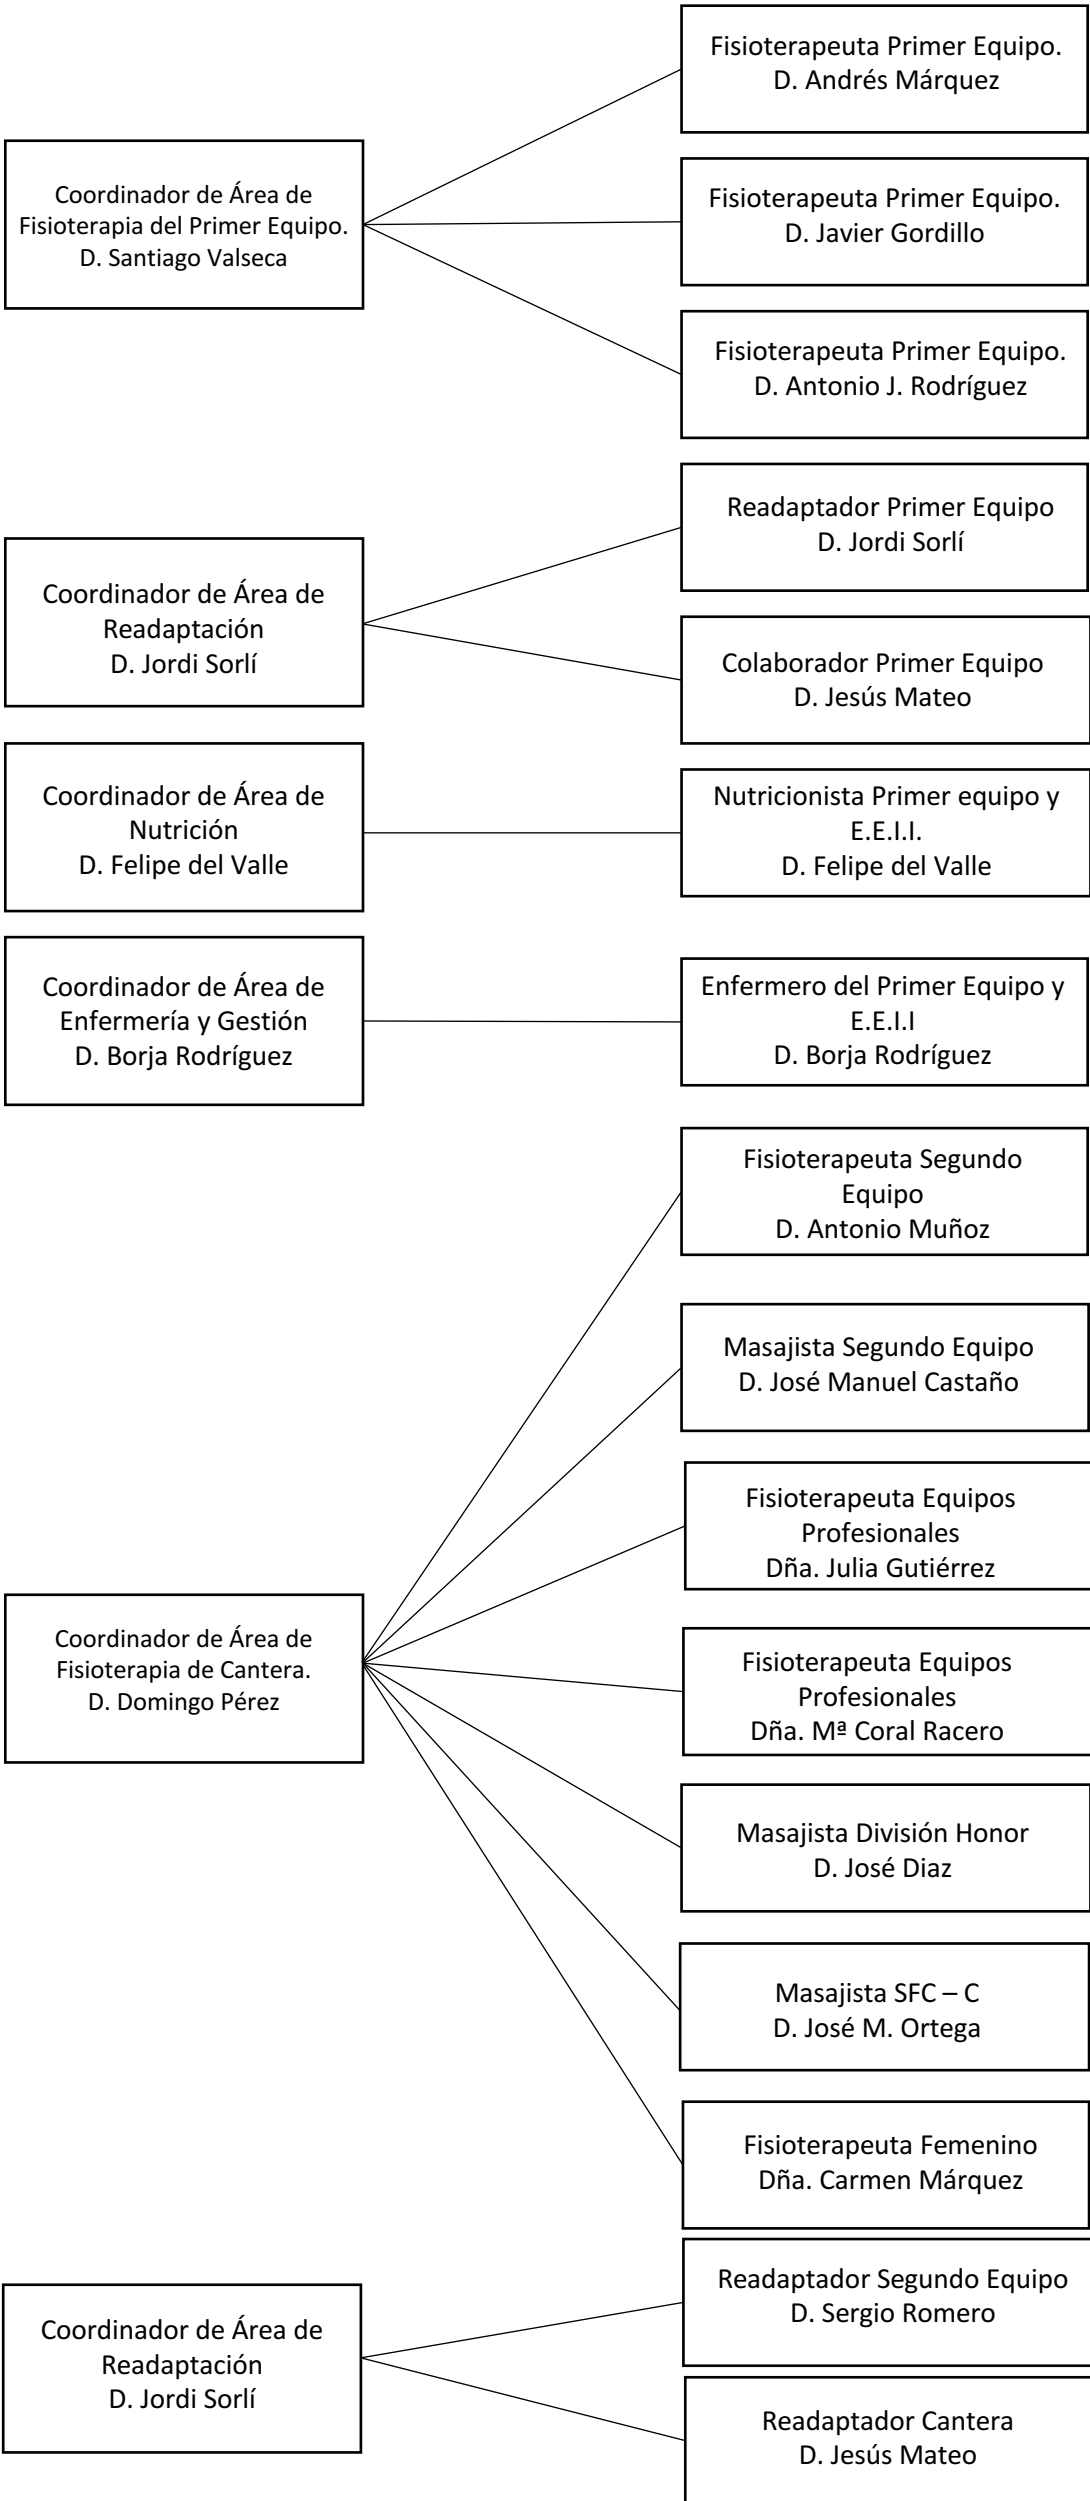 Fisioterapeuta Primer Equipo.
D. Andrés Márquez
Coordinador de Área de
Fisioterapia del Primer Equipo.
D. Santiago Valseca
Fisioterapeuta Primer Equipo.
D. Javier Gordillo
Fisioterapeuta Primer Equipo.
D. Antonio J. Rodríguez
Readaptador Primer Equipo
D. Jordi Sorlí
Coordinador de Área de
Readaptación
D. Jordi Sorlí
Colaborador Primer Equipo
D. Jesús Mateo
Coordinador de Área de
Nutrición
D. Felipe del Valle
Nutricionista Primer equipo y
E.E.I.I.
D. Felipe del Valle
Coordinador de Área de
Enfermería y Gestión
D. Borja Rodríguez
Enfermero del Primer Equipo y
E.E.I.I
D. Borja Rodríguez
Fisioterapeuta Segundo
Equipo
D. Antonio Muñoz
Masajista Segundo Equipo
D. José Manuel Castaño
Fisioterapeuta Equipos
Profesionales
Dña. Julia Gutiérrez
Coordinador de Área de
Fisioterapia de Cantera.
D. Domingo Pérez
Fisioterapeuta Equipos
Profesionales
Dña. Mª Coral Racero
Masajista División Honor
D. José Diaz
Masajista SFC – C
D. José M. Ortega
Fisioterapeuta Femenino
Dña. Carmen Márquez
Readaptador Segundo Equipo
D. Sergio Romero
Coordinador de Área de
Readaptación
D. Jordi Sorlí
Readaptador Cantera
D. Jesús Mateo